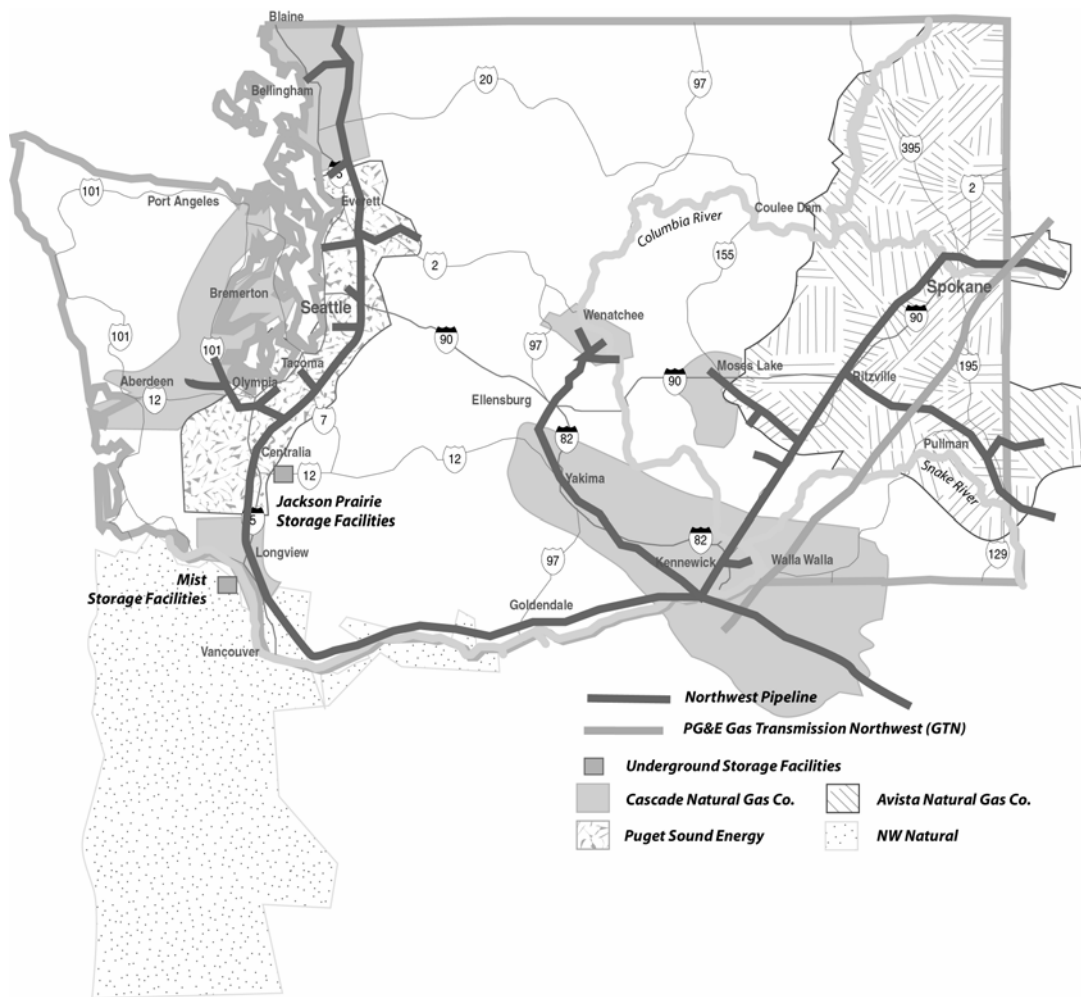 Blaine
20
97
Bellingham
395
5
101
2
Port Angeles
Everett
Coulee Dam
Columbia River
155
2
Bremerton
Seattle
Spokane
Wenatchee
90
90
101
97
101
Tacoma
195
Aberdeen
Olympia
90
Moses Lake
Ritzville
12
Ellensburg
7
82
Pullman
Centralia
12
12
Yakima
Snake River
Jackson Prairie
Storage Facilities
5
82
Longview
97
Kennewick
Walla Walla
129
Mist
Storage Facilities
Goldendale
Vancouver
Northwest Pipeline
PG&E Gas Transmission Northwest (GTN)
Underground Storage Facilities
Cascade Natural Gas Co.
Avista Natural Gas Co.
Puget Sound Energy
NW Natural